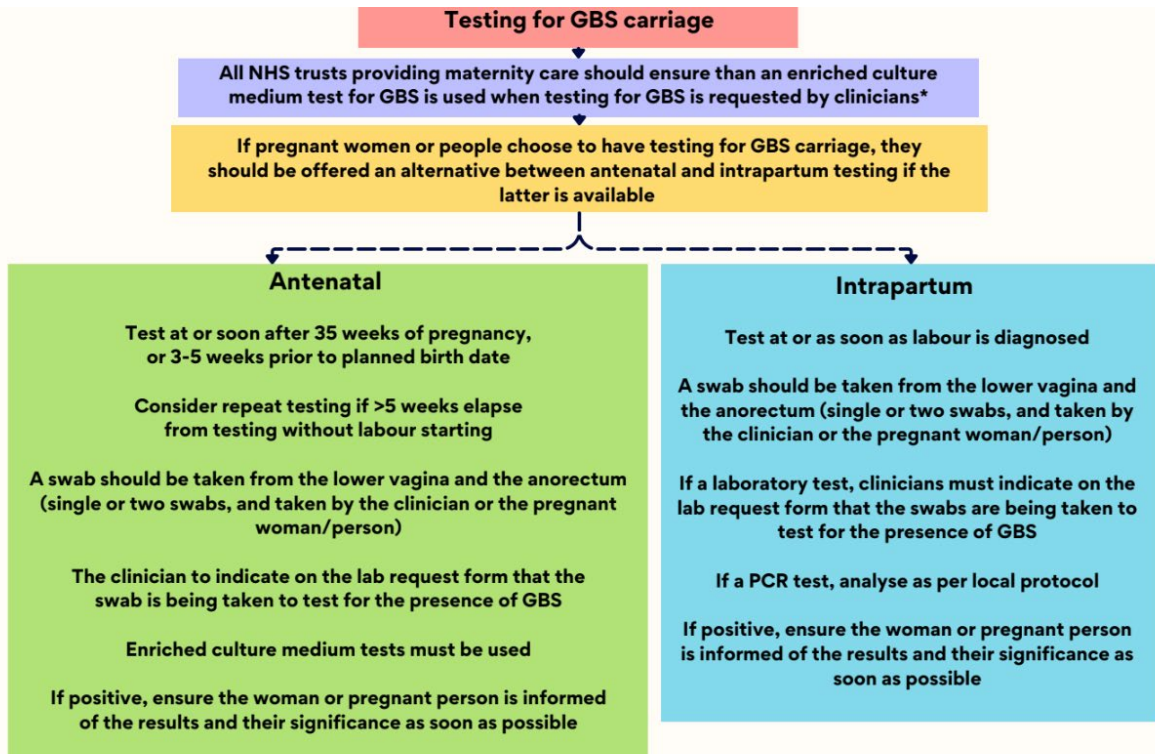 Testing for GBS carriage
All NHS trusts providing maternity care should ensure than an enriched culture
medium test for GBS is used when testing for GBS is requested by clinicians*
If pregnant women or people choose to have testing for GBS carriage, they
should be offered an alternative between antenatal and intrapartum testing if the
latter is available
Antenatal
Test at or soon after 35 weeks of pregnancy,
or 3-5 weeks prior to planned birth date
Consider repeat testing if >5 weeks elapse
from testing without labour starting
A swab should be taken from the lower vagina and the anorectum
(single or two swabs, and taken by the clinician or the pregnant
woman/person)
The clinician to indicate on the lab request form that the
swab is being taken to test for the presence of GBS
Enriched culture medium tests must be used
If positive, ensure the woman or pregnant person is informed
of the results and their significance as soon as possible
Intrapartum
Test at or as soon as labour is diagnosed
A swab should be taken from the lower vagina and
the anorectum (single or two swabs, and taken by
the clinician or the pregnant woman/person)
If a laboratory test, clinicians must indicate on the
lab request form that the swabs are being taken to
test for the presence of GBS
If a PCR test, analyse as per local protocol
If positive, ensure the woman or pregnant person
is informed of the results and their significance as
soon as possible